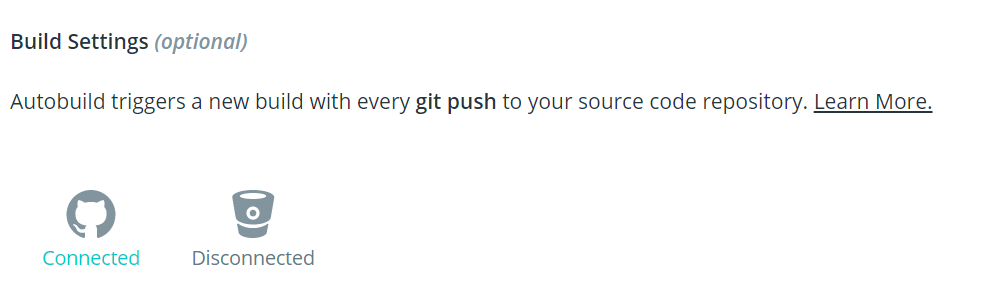 Build Settings (optional)
Autobuild triggers a new build with every git push to your source code repository. Learn More.
Connected Disconnected